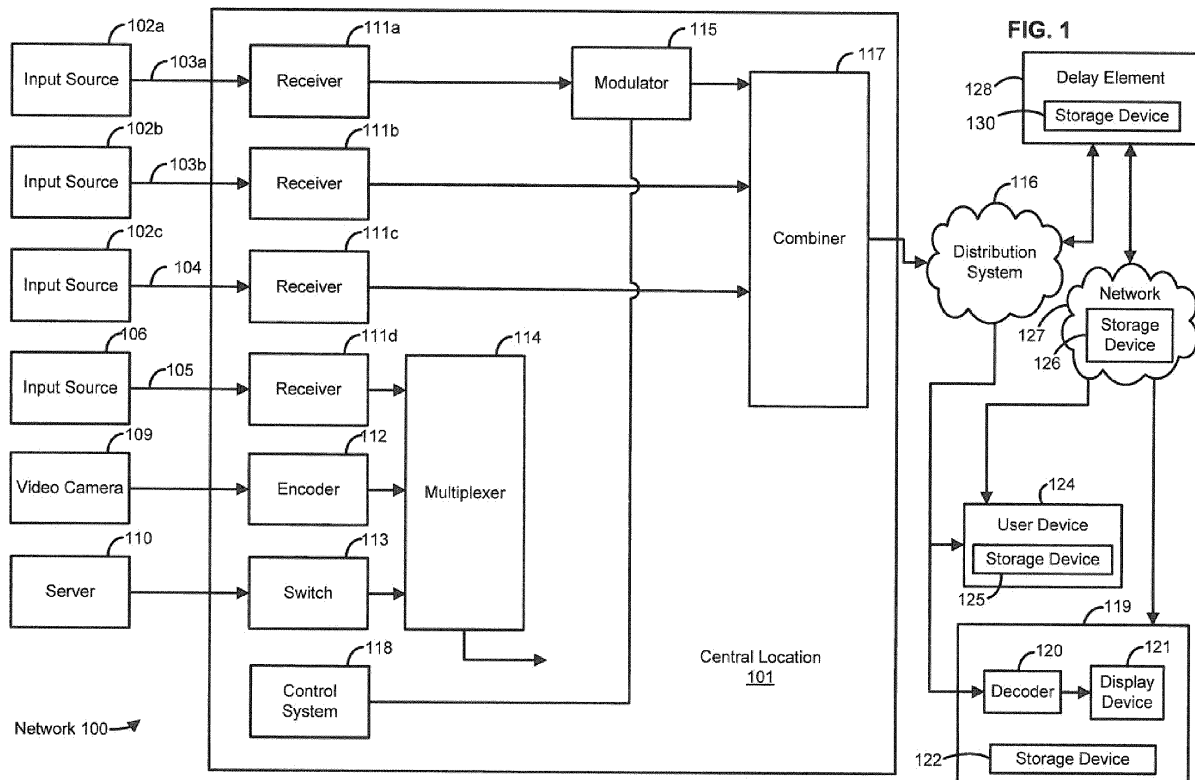 FIG. 1
102a
Input Source
103a
111a
Receiver
115
Modulator
117
Combiner
128
Delay Element
130
Storage Device
102b
Input Source
103b
111b
Receiver
116
Distribution
System
102c
Input Source
104
111c
Receiver
Network
127
Storage
Device
126
106
Input Source
105
111d
Receiver
114
Multiplexer
109
Video Camera
112
Encoder
124
User Device
Storage Device
125
110
Server
113
Switch
119
118
Control
System
Central Location
101
120
Decoder
121
Display
Device
122
Storage Device
Network 100